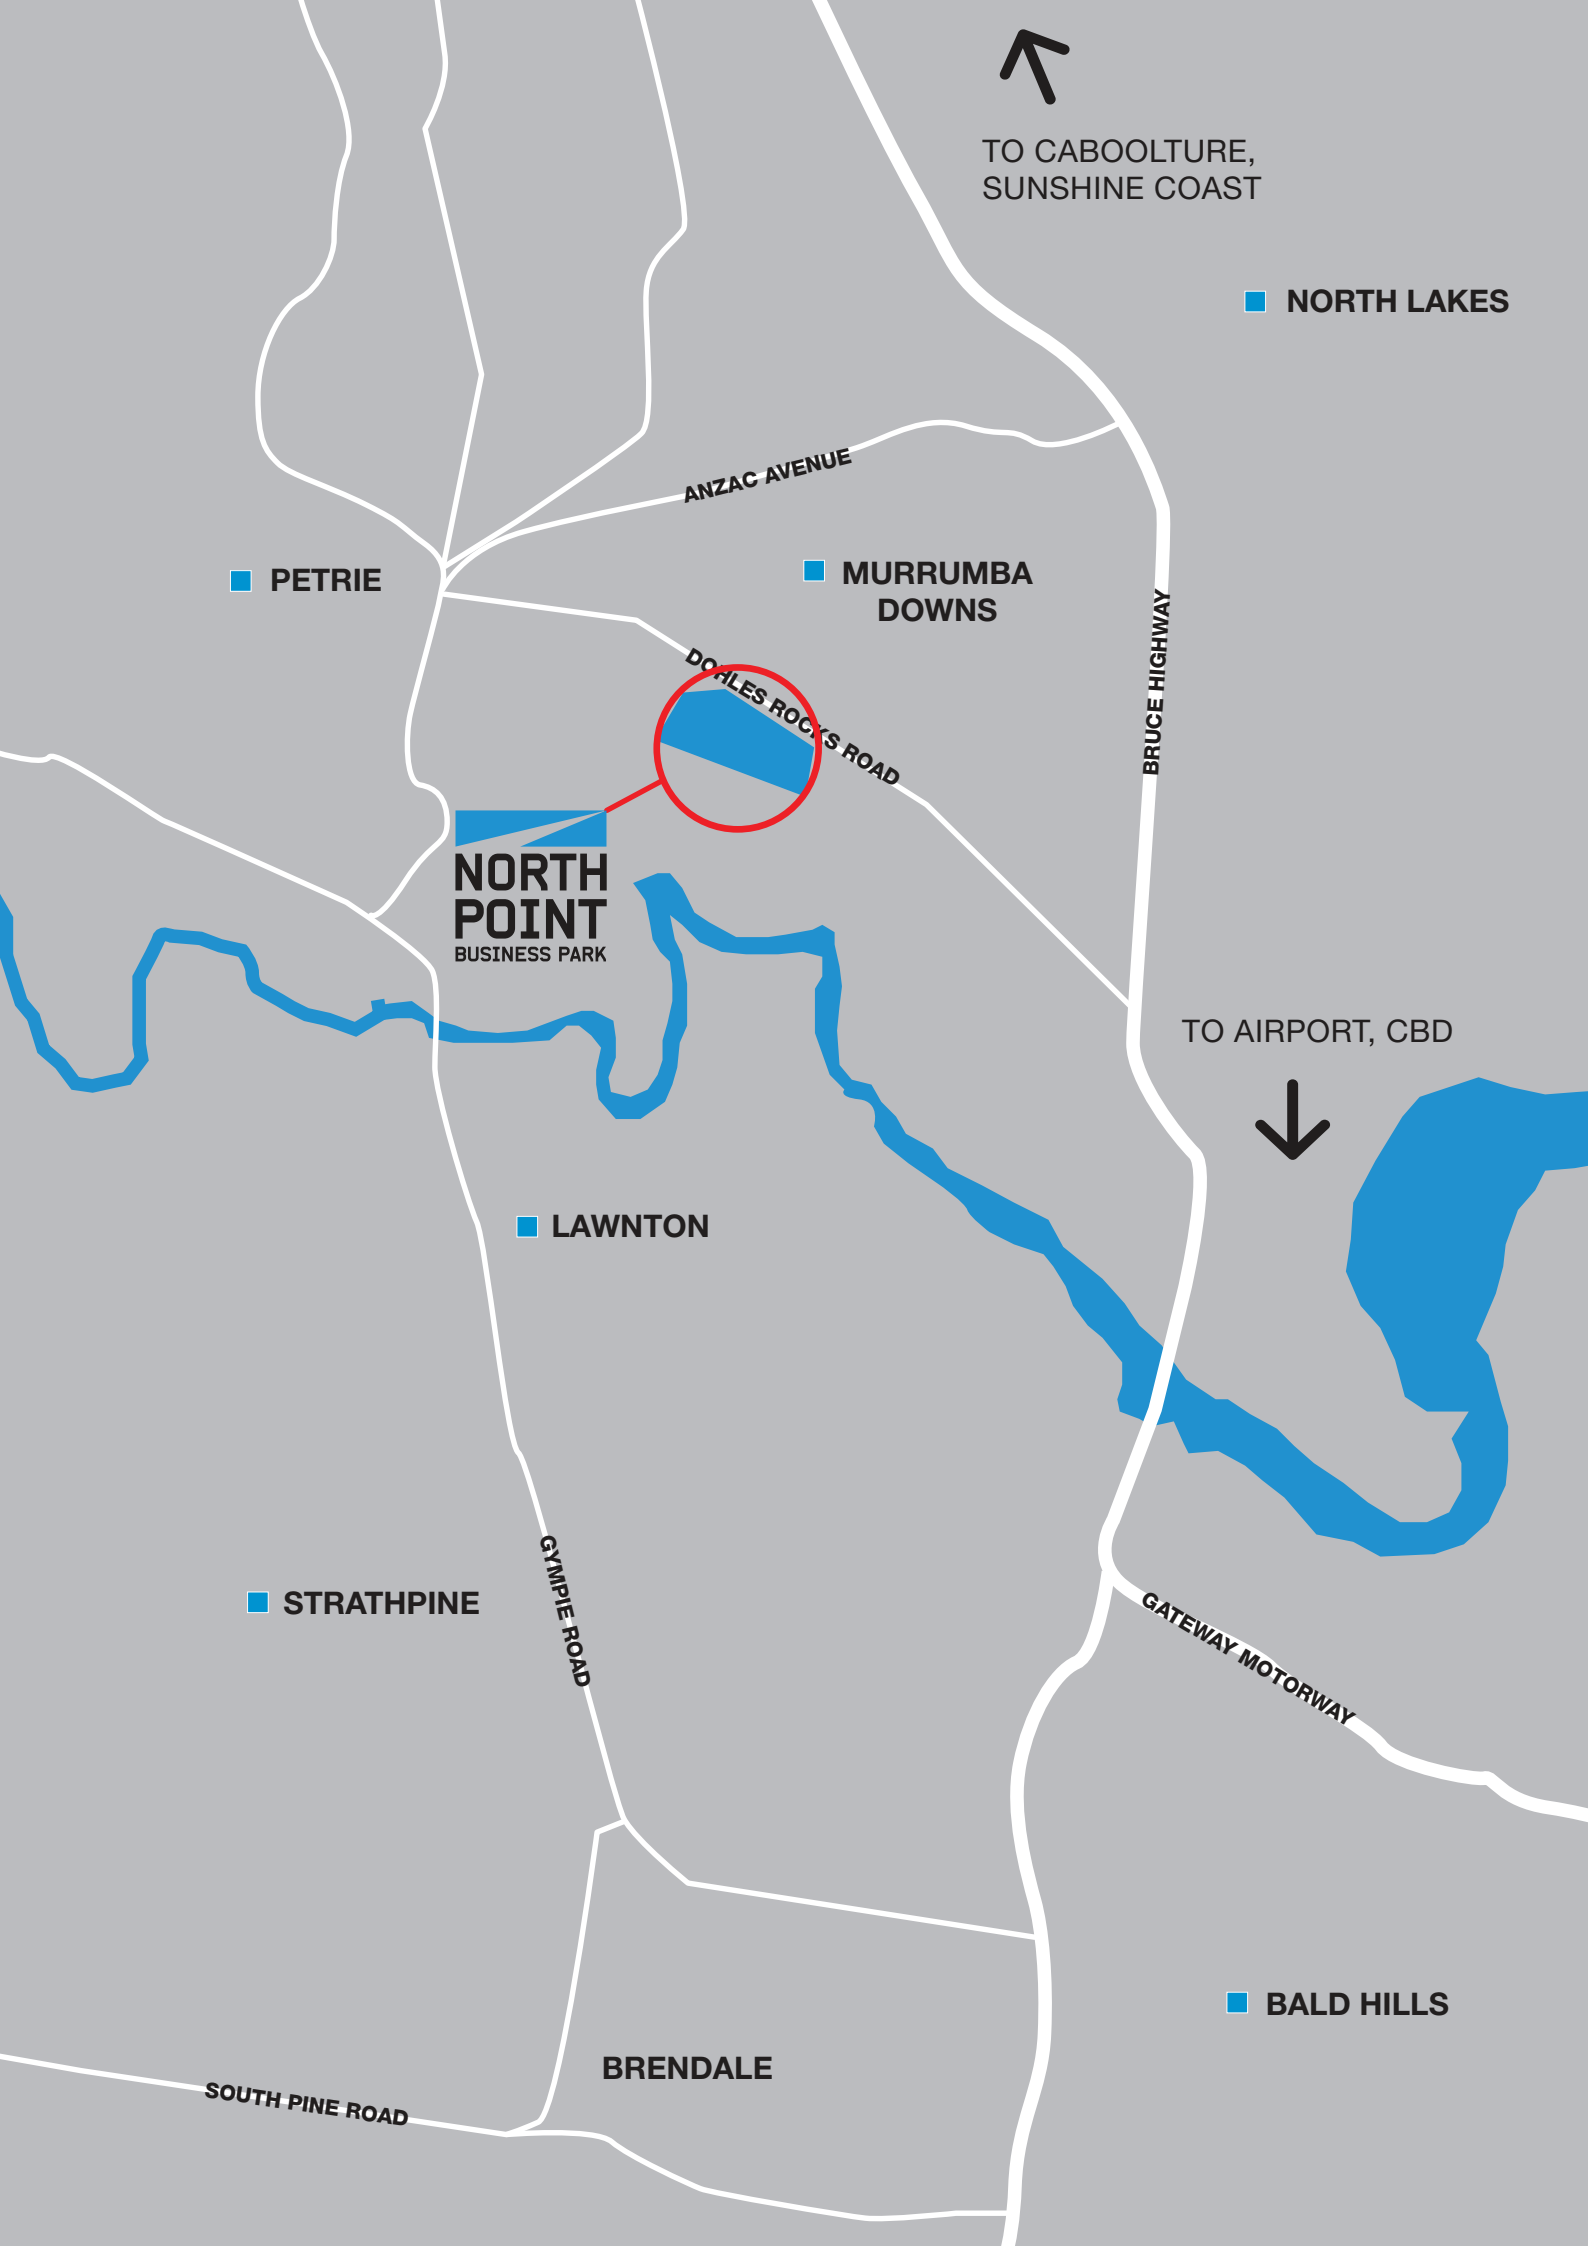 TO CABOOLTURE,
SUNSHINE COAST
NORTH LAKES
ANZAC AVENUE
PETRIE
MURRUMBA
DOWNS
BRUCE HIGHWAY
DOHLES ROCKS ROAD
NORTH
POINT
BUSINESS PARK
TO AIRPORT, CBD
LAWNTON
STRATHPINE
GYMPIE ROAD
GATEWAY MOTORWAY
BALD HILLS
BRENDALE
SOUTH PINE ROAD